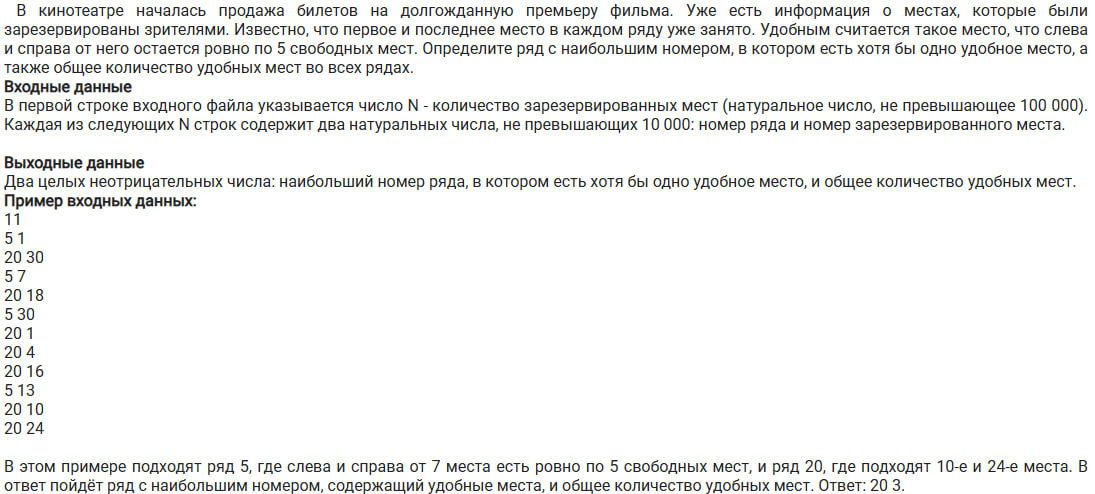 В кинотеатре началась продажа билетов на долгожданную премьеру фильма. Уже есть информация о местах, которые были
зарезервированы зрителями. Известно, что первое и последнее место в каждом ряду уже занято. Удобным считается такое место, что слева
и справа от него остается ровно по 5 свободных мест. Определите ряд с наибольшим номером, в котором есть хотя бы одно удобное место, а
также общее количество удобных мест во всех рядах.
Входные данные
В первой строке входного файла указывается число N - количество зарезервированных мест (натуральное число, не превышающее 100 000).
Каждая из следующих N строк содержит два натуральных числа, не превышающих 10 000: номер ряда и номер зарезервированного места.
Выходные данные
Два целых неотрицательных числа: наибольший номер ряда, в котором есть хотя бы одно удобное место, и общее количество удобных мест.
Пример входных данных:
11
5 1
20 30
5 7
20 18
5 30
20 1
20 4
20 16
5 13
20 10
20 24
В этом примере подходят ряд 5, где слева и справа от 7 места есть ровно по 5 свободных мест, и ряд 20, где подходят 10-е и 24-е места. В
ответ пойдёт ряд с наибольшим номером, содержащий удобные места, и общее количество удобных мест. Ответ: 20 3.